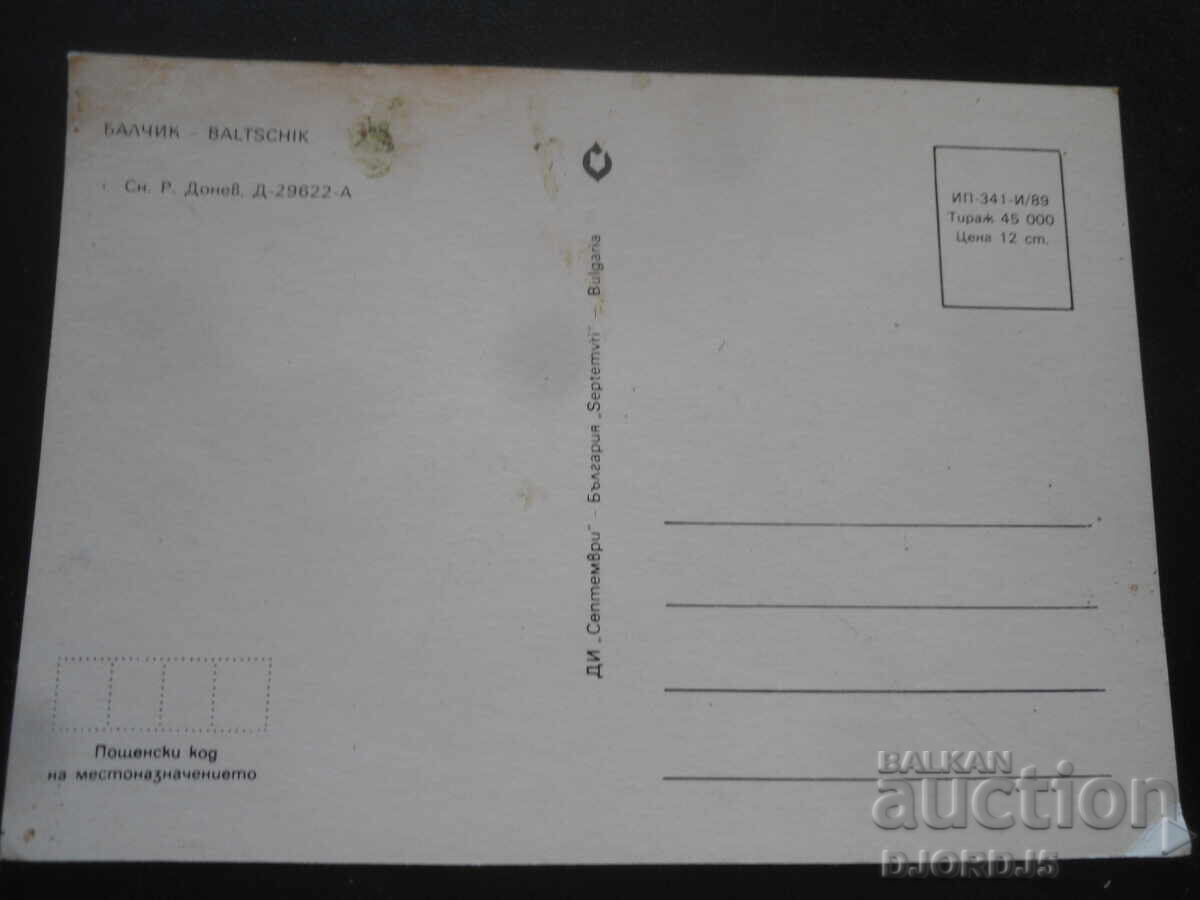 БАЛЧИК - BALTSCHIK
Сн. Р. Донев, Д-29622-А
ДИ „Септември" - България „Septemvri" - Bulgaria
ИП-341-И/89
Тираж 45 000
Цена 12 ст.
Пощенски код
на местоназначението
BALKAN
auction
DJORDJ5